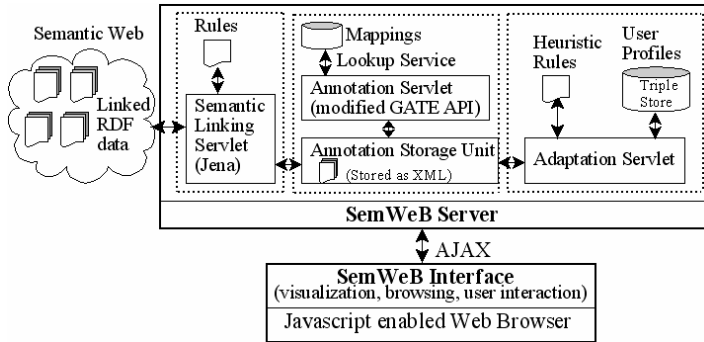 Semantic Web
Linked
RDF
data
Rules
Semantic
Linking
Servlet
(Jena)
Mappings
Lookup Service
Annotation Servlet
(modified GATE API)
Annotation Storage Unit
(Stored as XML)
Heuristic
Rules
User
Profiles
Triple
Store
Adaptation Servlet
SemWeB Server
AJAX
SemWeB Interface
(visualization, browsing, user interaction)
Javascript enabled Web Browser